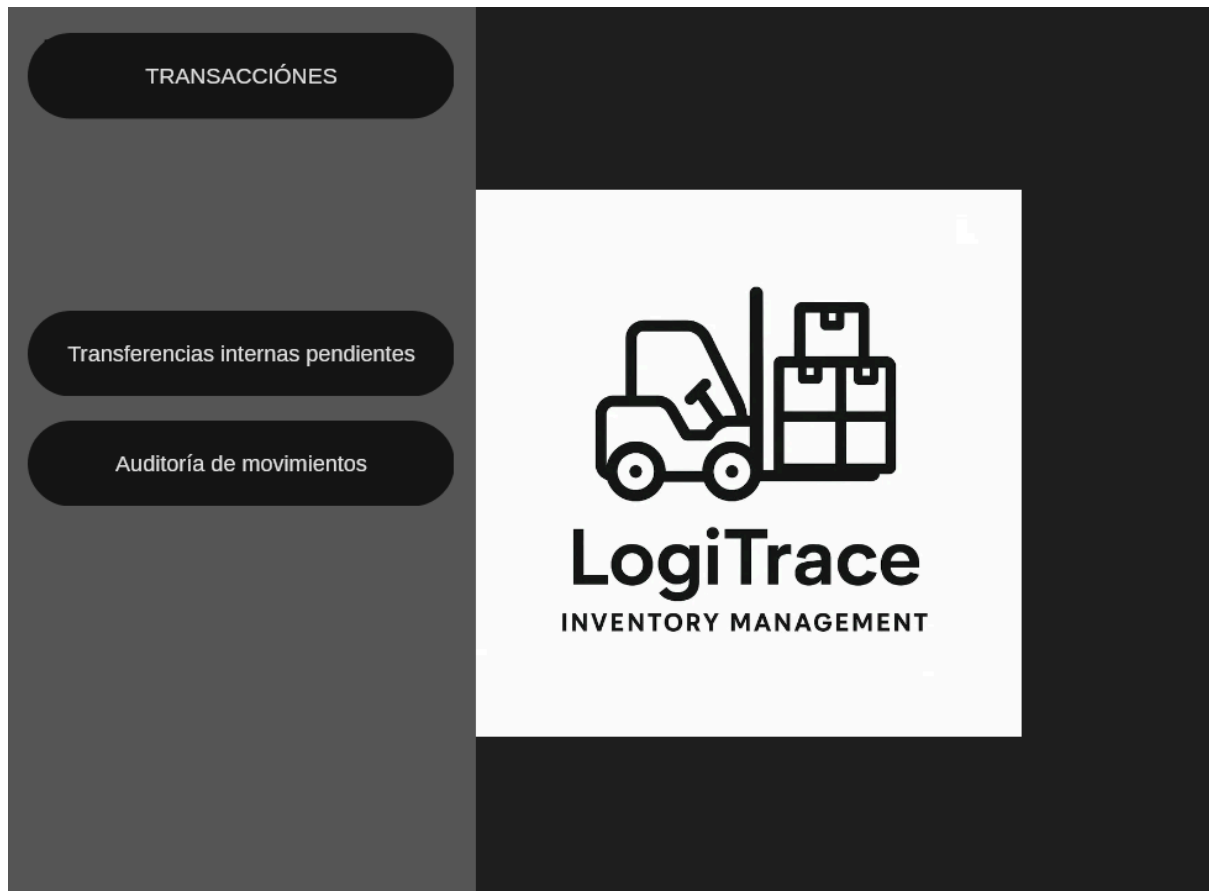 TRANSACCIÓNES
Transferencias internas pendientes
Auditoría de movimientos
LogiTrace
INVENTORY MANAGEMENT